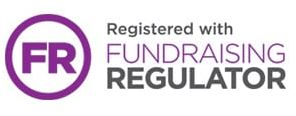 FR
Registered with
FUNDRAISING
REGULATOR